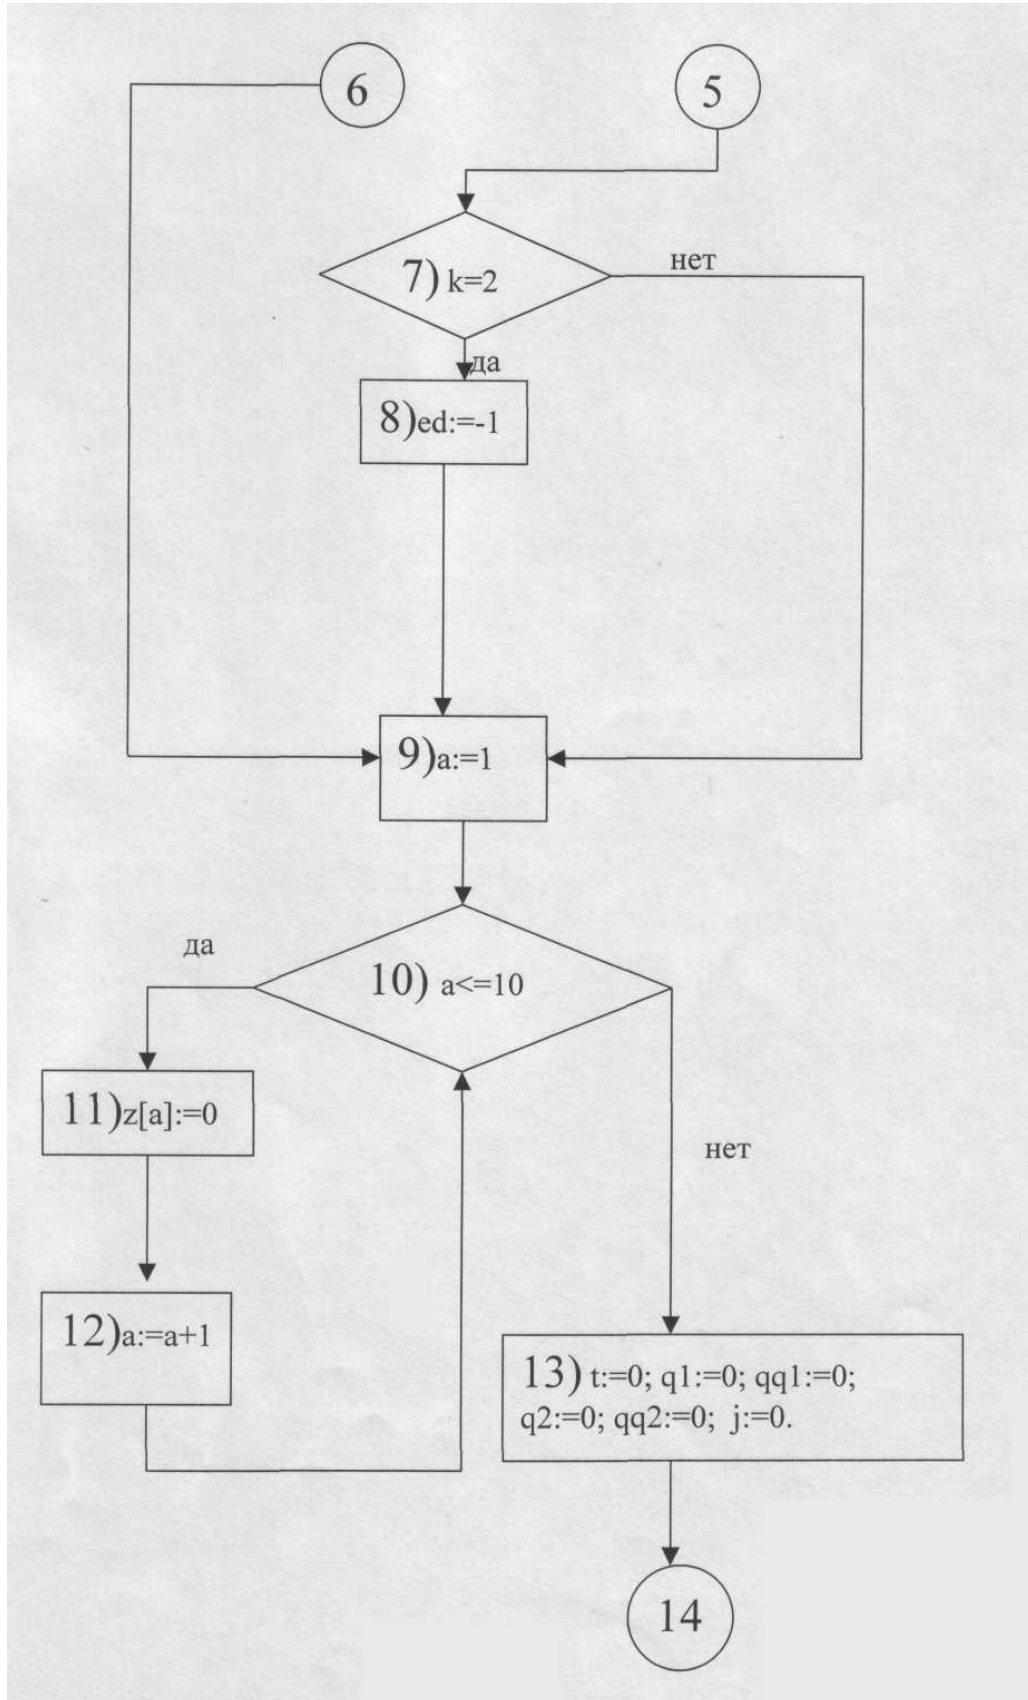 6
5
7) k=2
нет
да
8)ed:=-1
9)a:=1
да
10) a<=10
11)z[a]:=0
нет
12)a:=a+1
13) t:=0; q1:=0; qq1:=0;
q2:=0; qq2:=0; j:=0.
14